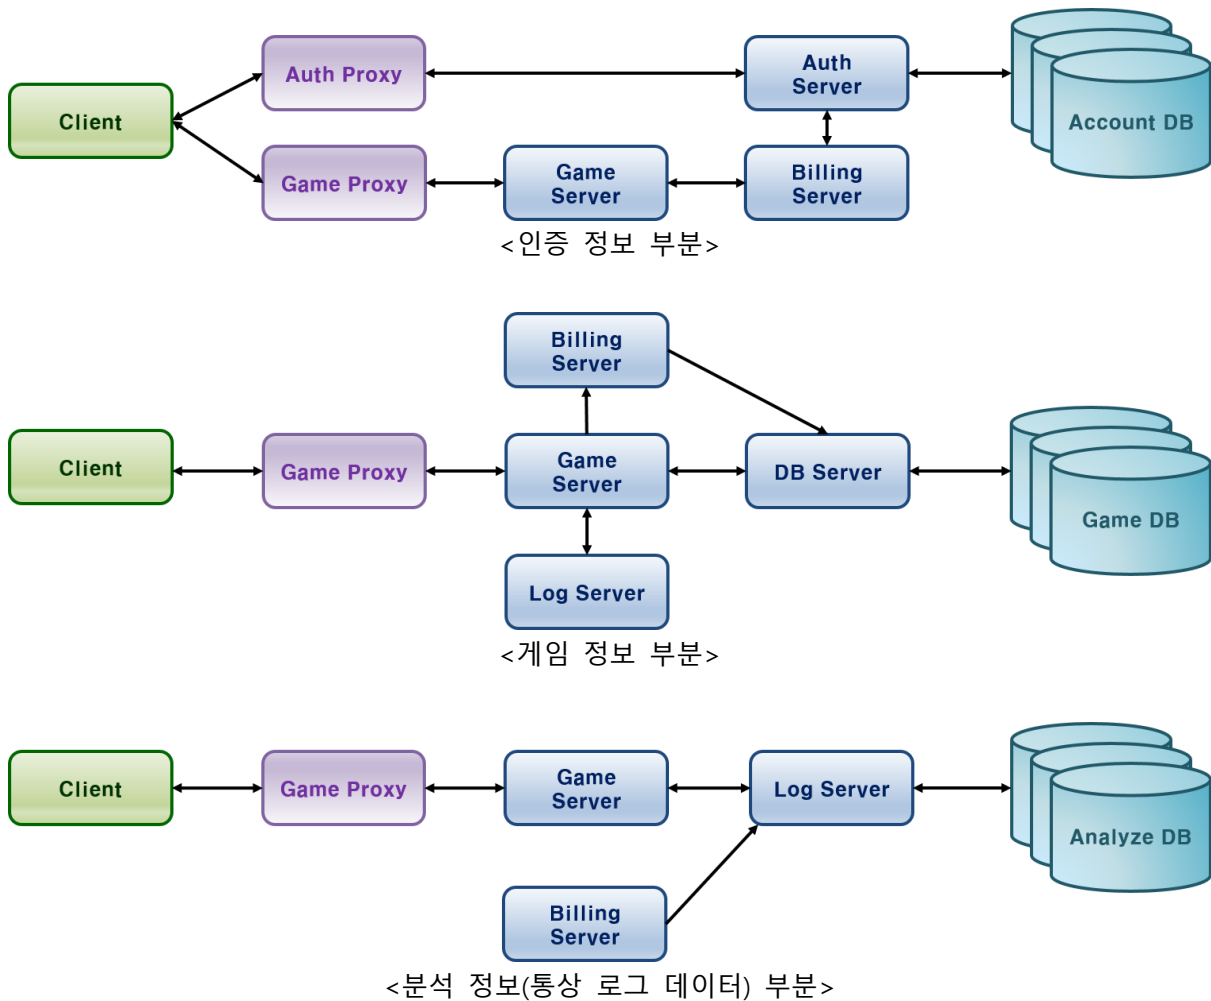 Auth Proxy
Auth
Server
Account DB
Client
Game Proxy
Game
Server
Billing
Server
<인증 정보 부분>
Billing
Server
Client
Game Proxy
Game
Server
DB Server
Game DB
Log Server
<게임 정보 부분>
Client
Game Proxy
Game
Server
Log Server
Analyze DB
Billing
Server
<분석 정보(통상 로그 데이터) 부분>